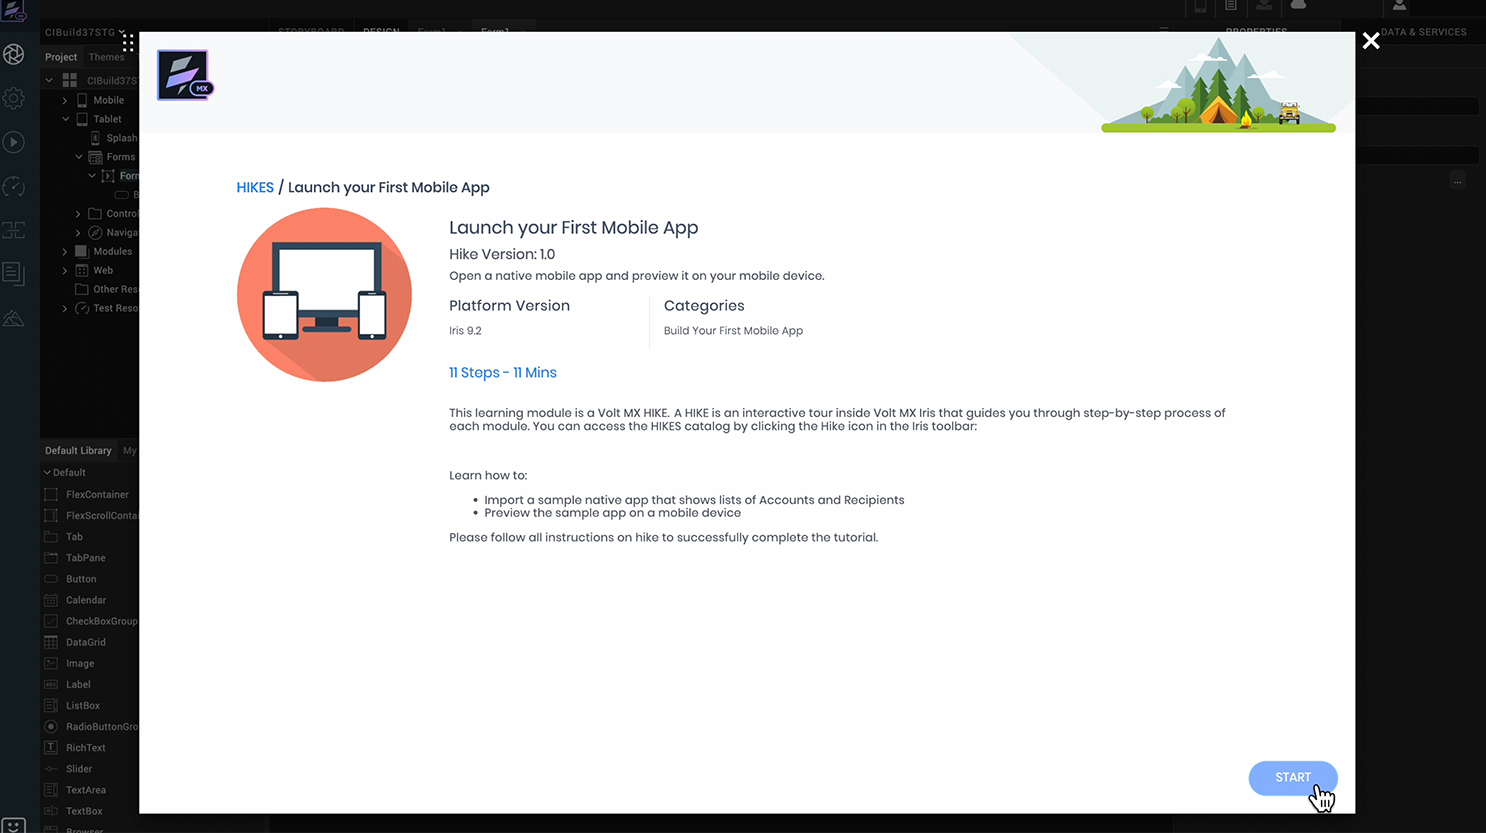 CIBuild37STG
STORYBOARD
DESIGN
Form1
Form1
PROPERTIES
DATA & SERVICES
Project
Themes
CIBuild37ST
Mobile
Tablet
Splash
Forms
Form
B
Contro
Naviga
Modules
Web
Other Res
Test Reso
MX
HIKES / Launch your First Mobile App
Launch your First Mobile App
Hike Version: 1.0
Open a native mobile app and preview it on your mobile device.
Platform Version
Categories
Iris 9.2
Build Your First Mobile App
11 Steps - 11 Mins
This learning module is a Volt MX HIKE. A HIKE is an interactive tour inside Volt MX Iris that guides you through step-by-step process of
each module. You can access the HIKES catalog by clicking the Hike icon in the Iris toolbar:
Learn how to:
• Import a sample native app that shows lists of Accounts and Recipients
• Preview the sample app on a mobile device
Please follow all instructions on hike to successfully complete the tutorial.
START
Default Library
My
Default
FlexContainer
FlexScrollContai
Tab
TabPane
Button
Calendar
CheckBoxGroup
DataGrid
Image
Label
ListBox
RadioButtonGro
RichText
Slider
TextArea
TextBox
Browser